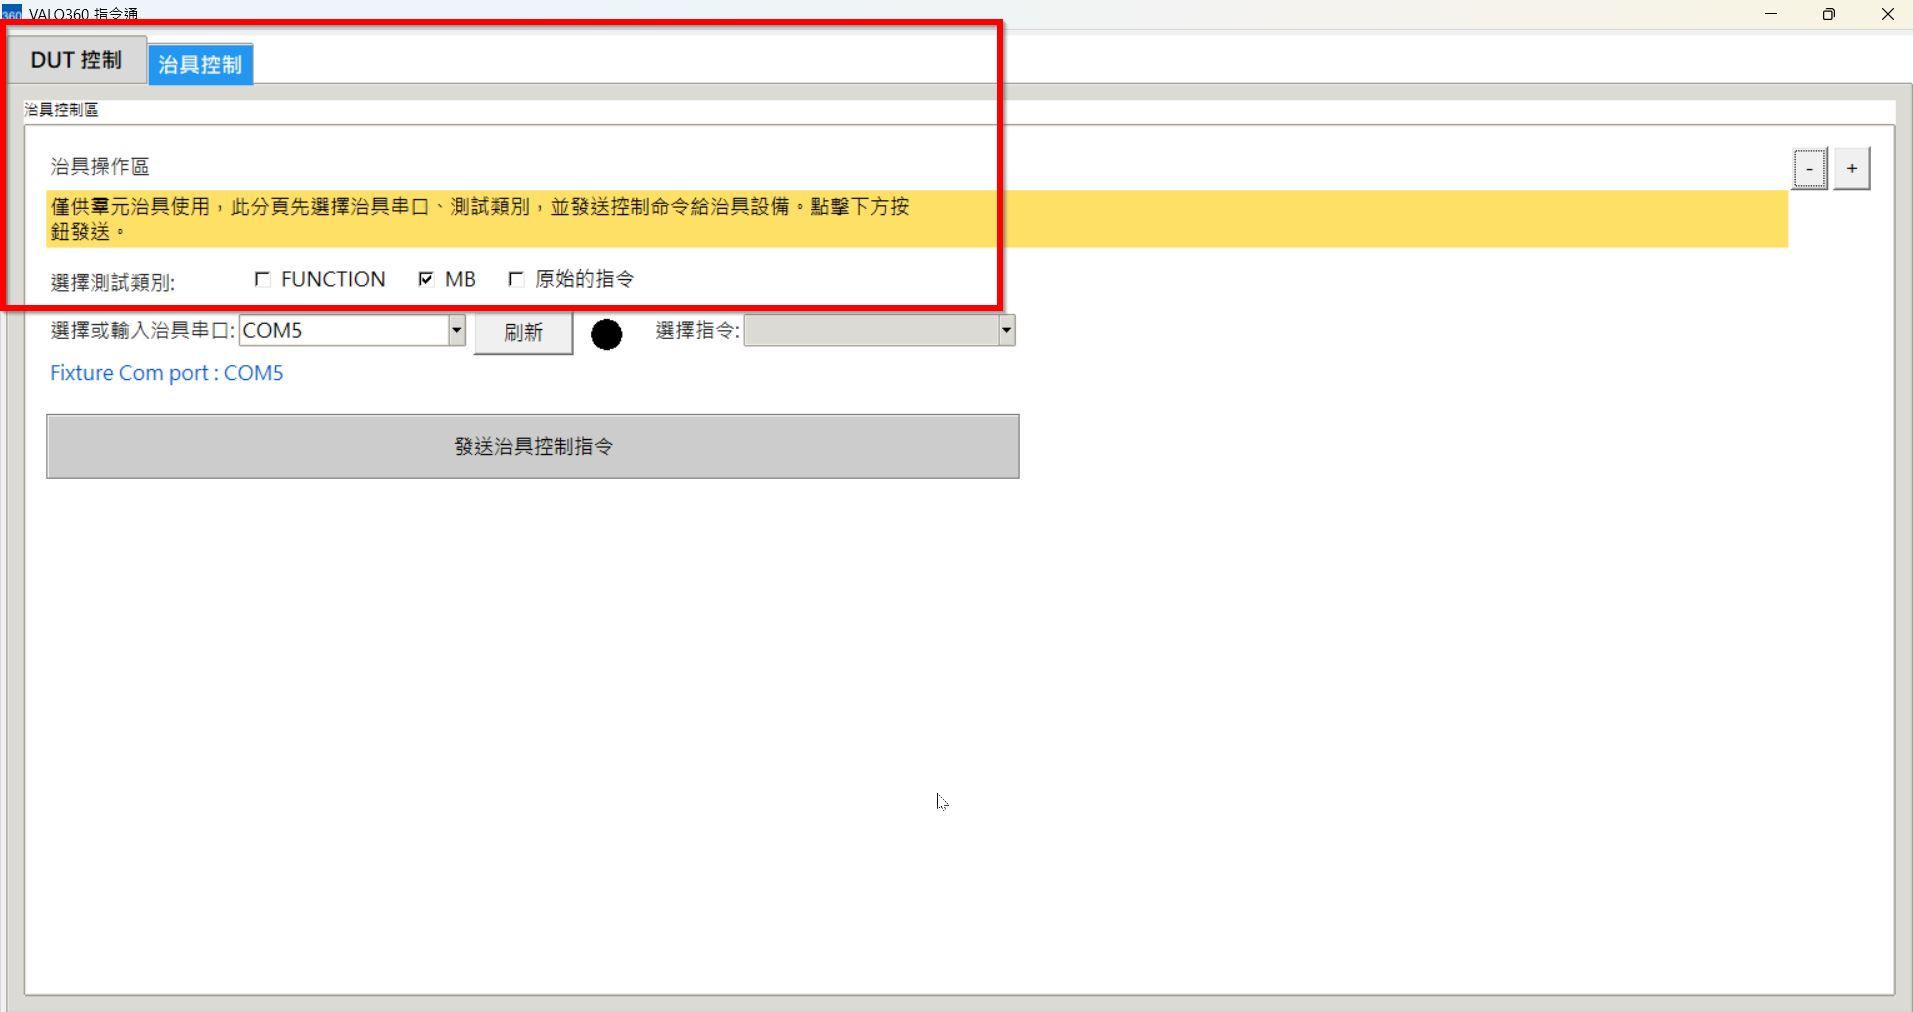 360 VALO360 指令通
DUT 控制 治具控制
治具控制區
治具操作區
- +
僅供羣元治具使用，此分頁先選擇治具串口、測試類別，並發送控制命令給治具設備。點擊下方按
鈕發送。
選擇測試類別: FUNCTION MB 原始的指令
選擇或輸入治具串口: COM5 刷新 選擇指令:
Fixture Com port : COM5
發送治具控制指令